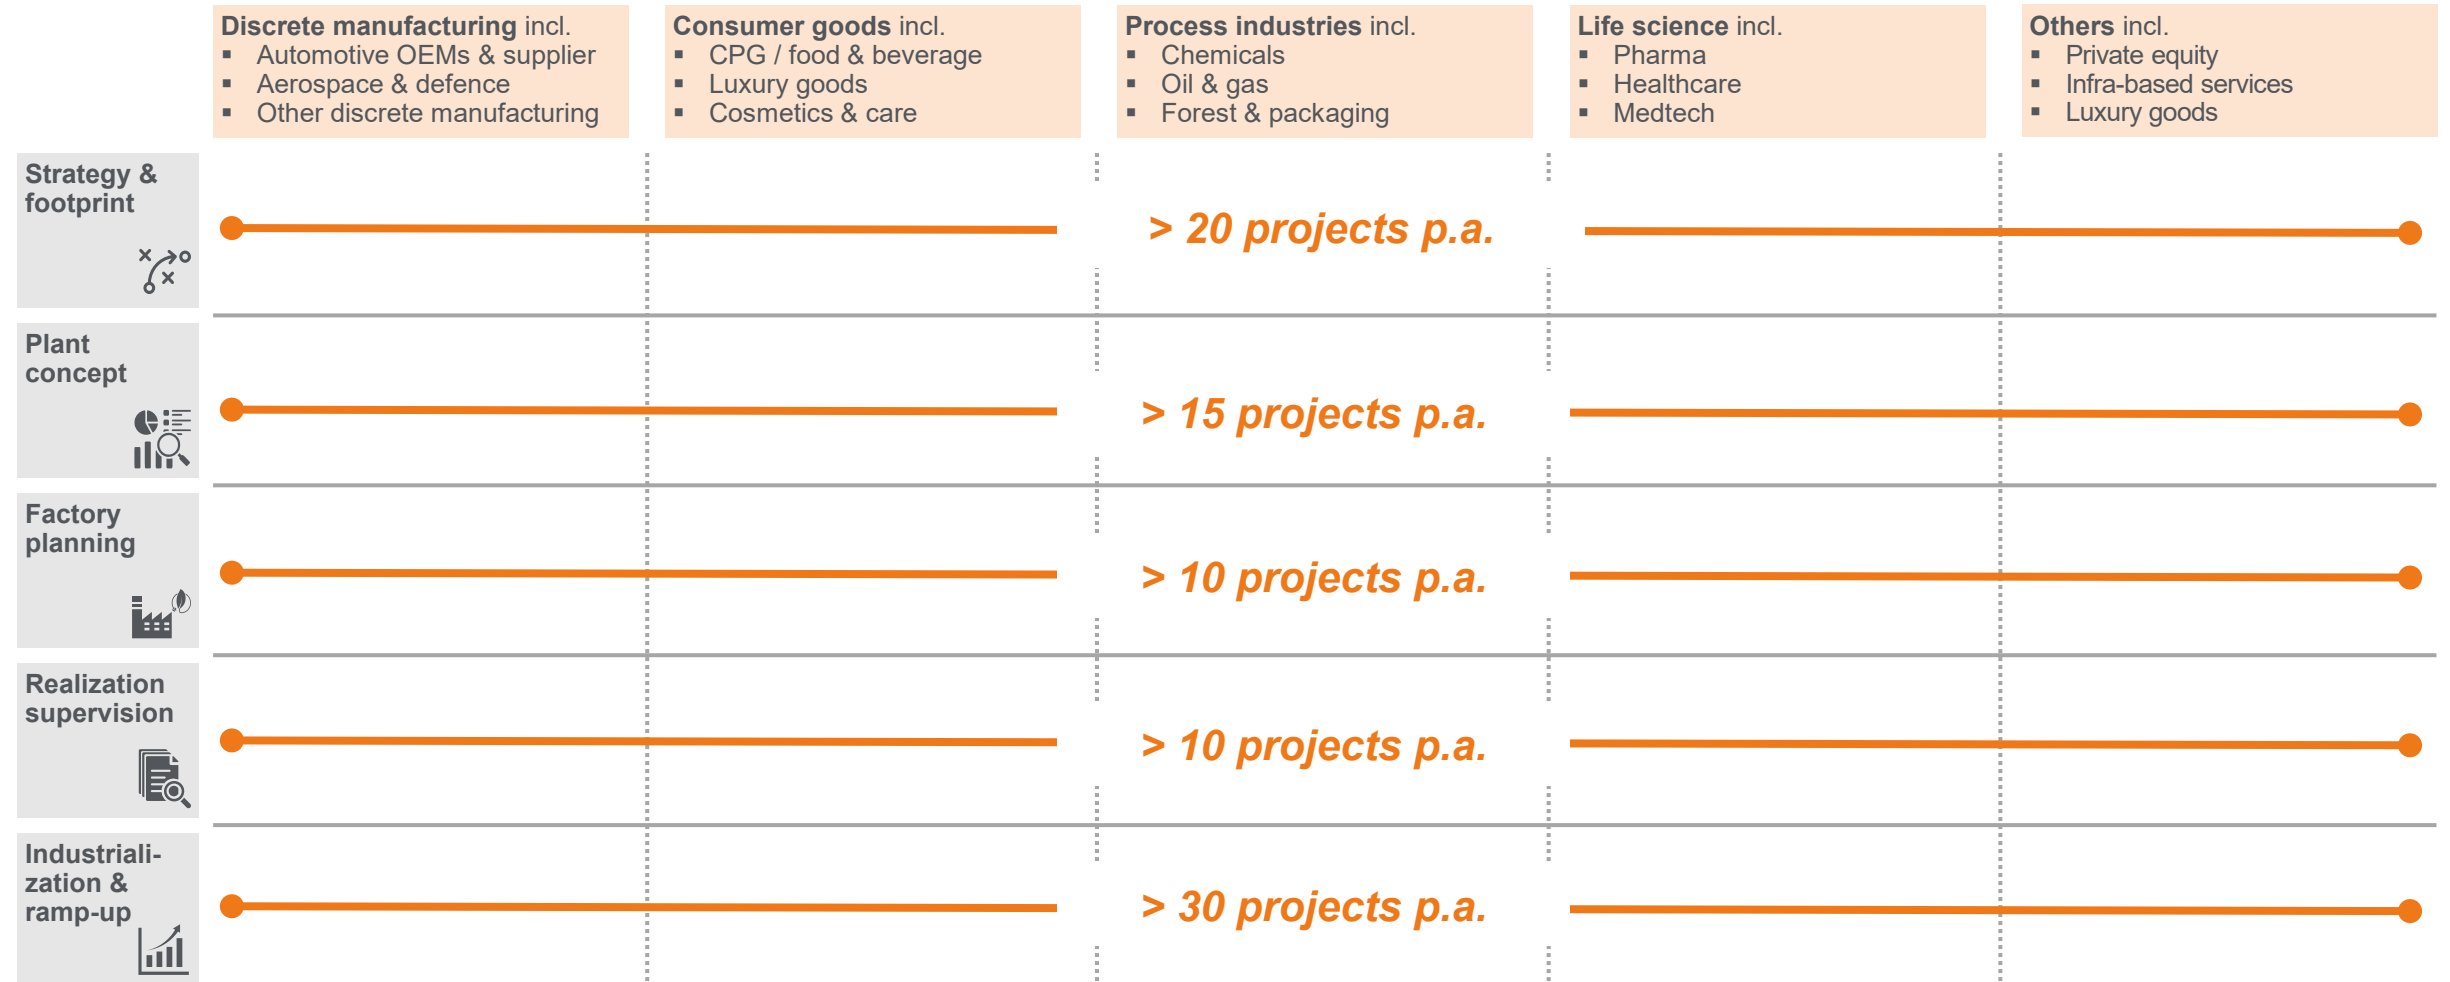 Discrete manufacturing incl.
▪ Automotive OEMs & supplier
▪ Aerospace & defence
▪ Other discrete manufacturing
Consumer goods incl.
▪ CPG / food & beverage
▪ Luxury goods
▪ Cosmetics & care
Process industries incl.
▪ Chemicals
▪ Oil & gas
▪ Forest & packaging
Life science incl.
▪ Pharma
▪ Healthcare
▪ Medtech
Others incl.
▪ Private equity
▪ Infra-based services
▪ Luxury goods
Strategy &
footprint
> 20 projects p.a.
Plant
concept
> 15 projects p.a.
Factory
planning
> 10 projects p.a.
Realization
supervision
> 10 projects p.a.
Industriali-
zation &
ramp-up
> 30 projects p.a.